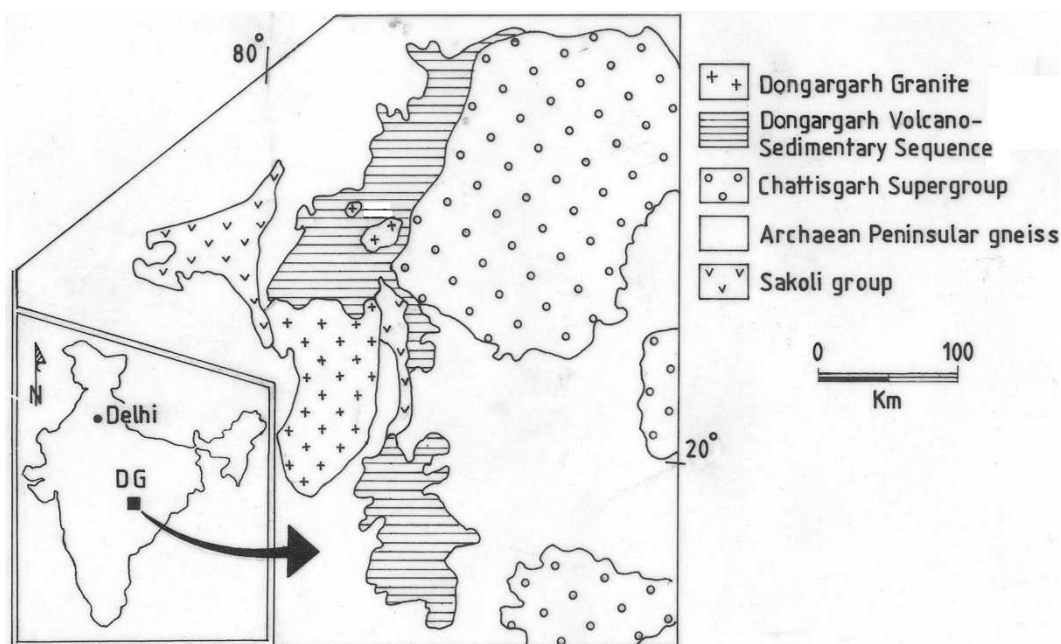 80°
Dongargarh Granite
Dongargarh Volcano-
Sedimentary Sequence
Chattisgarh Supergroup
Archaean Peninsular gneiss
Sakoli group
0 100
Km
N
Delhi
20°
DG